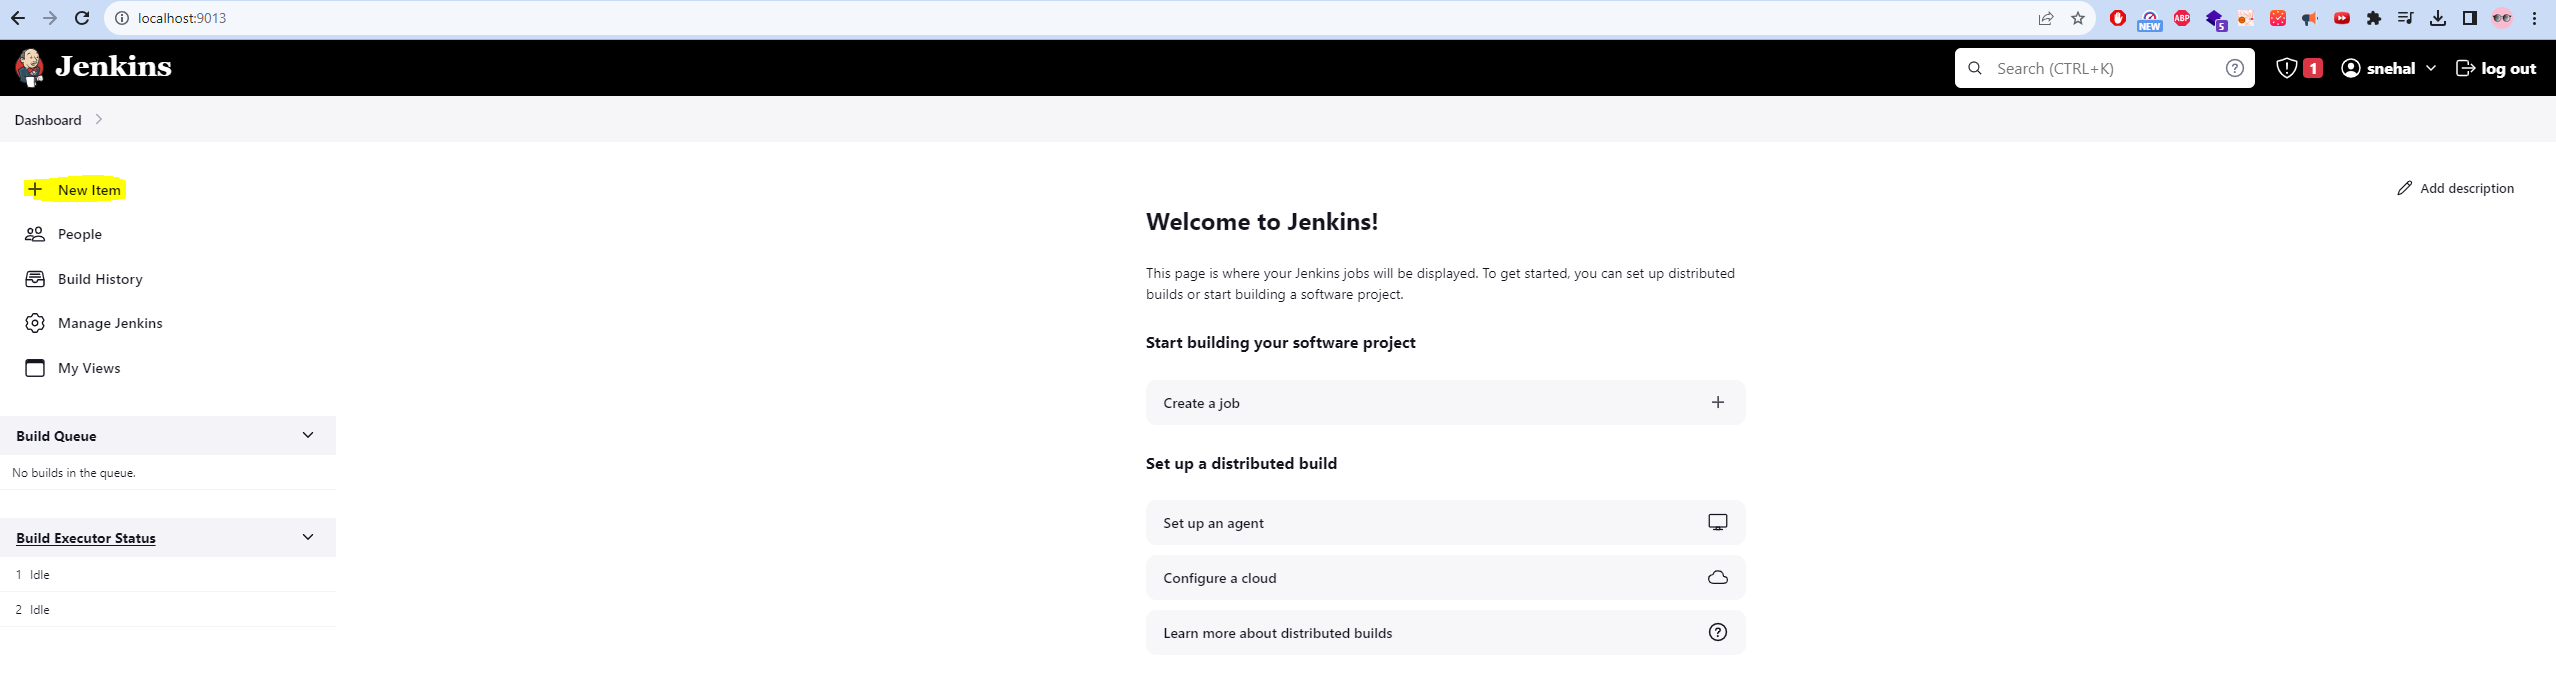 localhost:9013
NEW
ABP
5
Jenkins
Search (CTRL+K)
1
snehal
log out
Dashboard
New Item
Add description
People
Build History
Manage Jenkins
My Views
Build Queue
No builds in the queue.
Build Executor Status
1 Idle
2 Idle
Welcome to Jenkins!
This page is where your Jenkins jobs will be displayed. To get started, you can set up distributed
builds or start building a software project.
Start building your software project
Create a job
Set up a distributed build
Set up an agent
Configure a cloud
Learn more about distributed builds